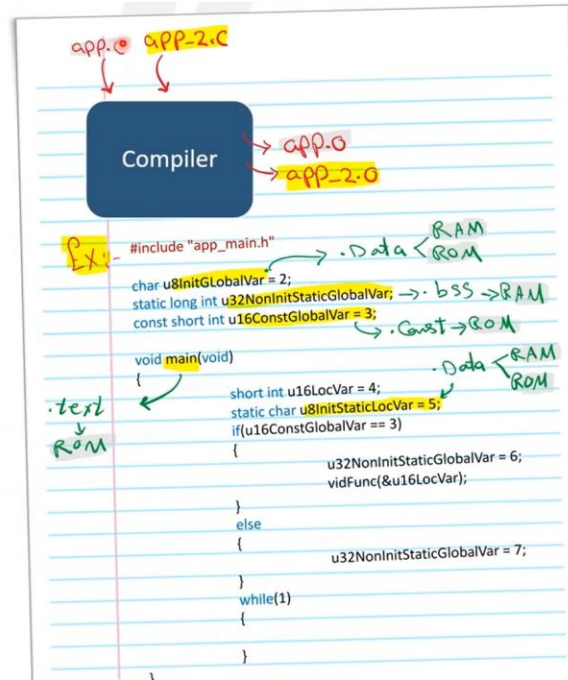 app.c app-2.c
Compiler
app.o
app-2.o
Ex:-
#include "app_main.h"
.Data RAM
ROM
char u8InitGLobalVar = 2;
static long int u32NonInitStaticGlobalVar; .bss RAM
const short int u16ConstGlobalVar = 3;
.Const ROM
void main(void)
.Data RAM
ROM
{
.text
ROM
short int u16LocVar = 4;
static char u8InitStaticLocVar = 5;
if(u16ConstGlobalVar == 3)
{
u32NonInitStaticGlobalVar = 6;
vidFunc(&u16LocVar);
}
else
{
u32NonInitStaticGlobalVar = 7;
}
while(1)
{
}
}